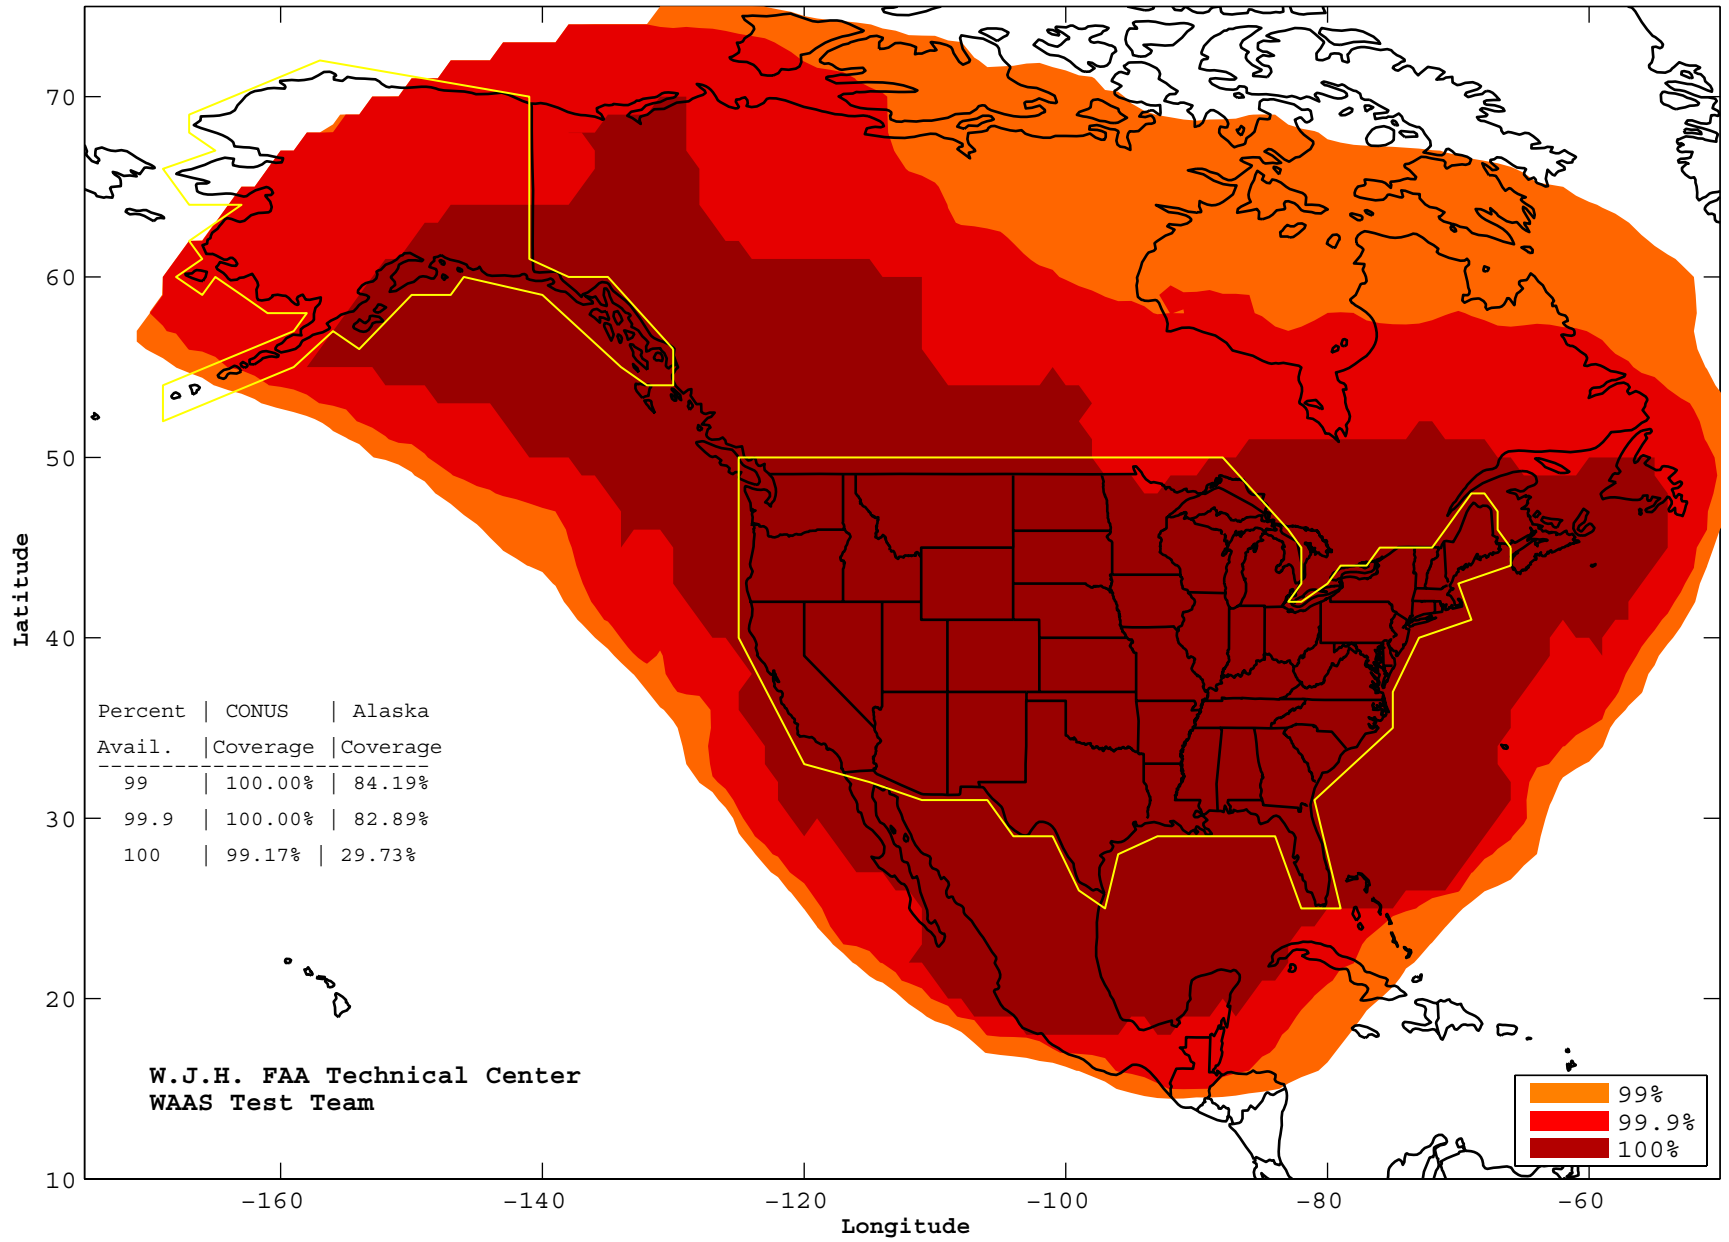 70
60
50
40
30
20
10
Latitude
Percent | CONUS | Alaska
Avail. |Coverage |Coverage
--------------------------
99 | 100.00% | 84.19%
99.9 | 100.00% | 82.89%
100 | 99.17% | 29.73%
W.J.H. FAA Technical Center
WAAS Test Team
99%
99.9%
100%
-160 -140 -120 -100 -80 -60
Longitude